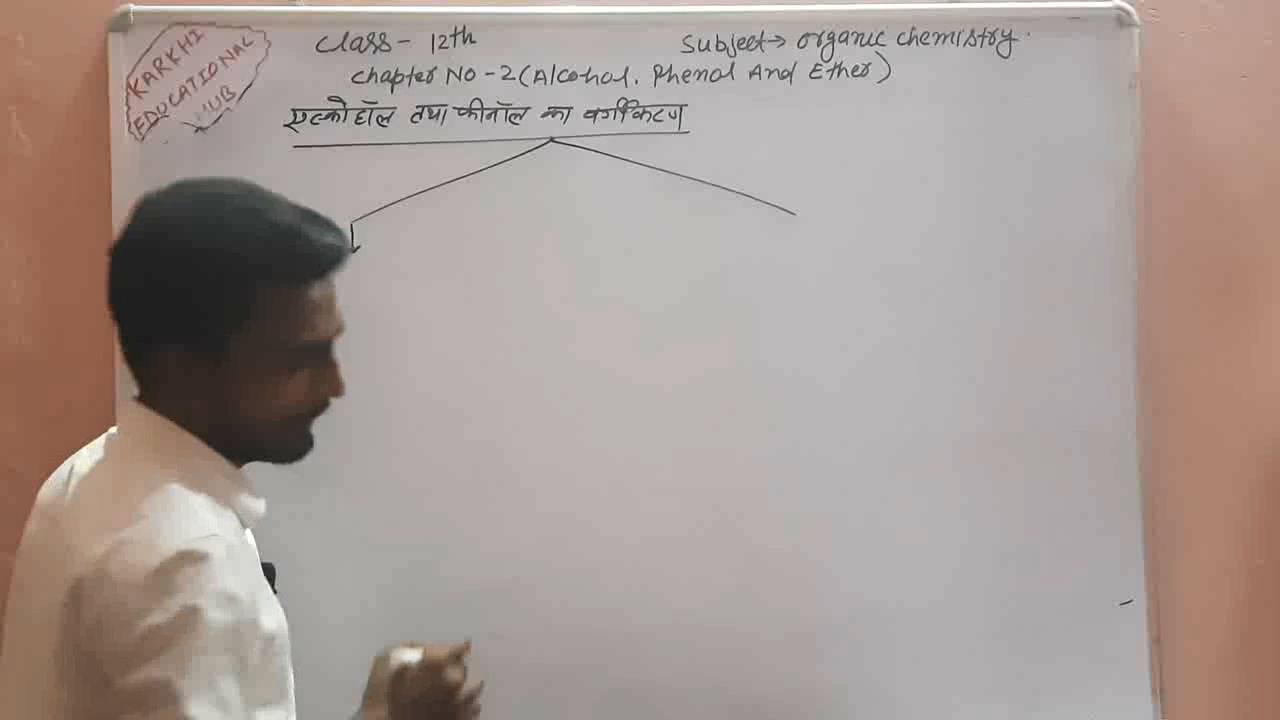 KARKHI
EDUCATIONAL
HUB
Class - 12th
Subject → organic chemistry.
Chapter No - 2 (Alcohol. Phenol And Ether)
एल्कोहॉल तथा फीनॉल का वर्गीकरण